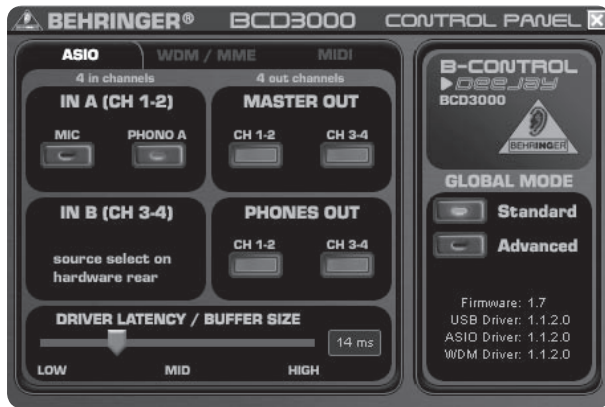 BEHRINGER® BCD3000 CONTROL PANEL X
ASIO WDM / MME MIDI
4 in channels 4 out channels
IN A (CH 1-2)
MIC PHONO A
MASTER OUT
CH 1-2 CH 3-4
IN B (CH 3-4)
source select on
hardware rear
PHONES OUT
CH 1-2 CH 3-4
DRIVER LATENCY / BUFFER SIZE
14 ms
LOW MID HIGH
B-CONTROL
DEEJAY
BCD3000
BEHRINGER
GLOBAL MODE
Standard
Advanced
Firmware: 1.7
USB Driver: 1.1.2.0
ASIO Driver: 1.1.2.0
WDM Driver: 1.1.2.0